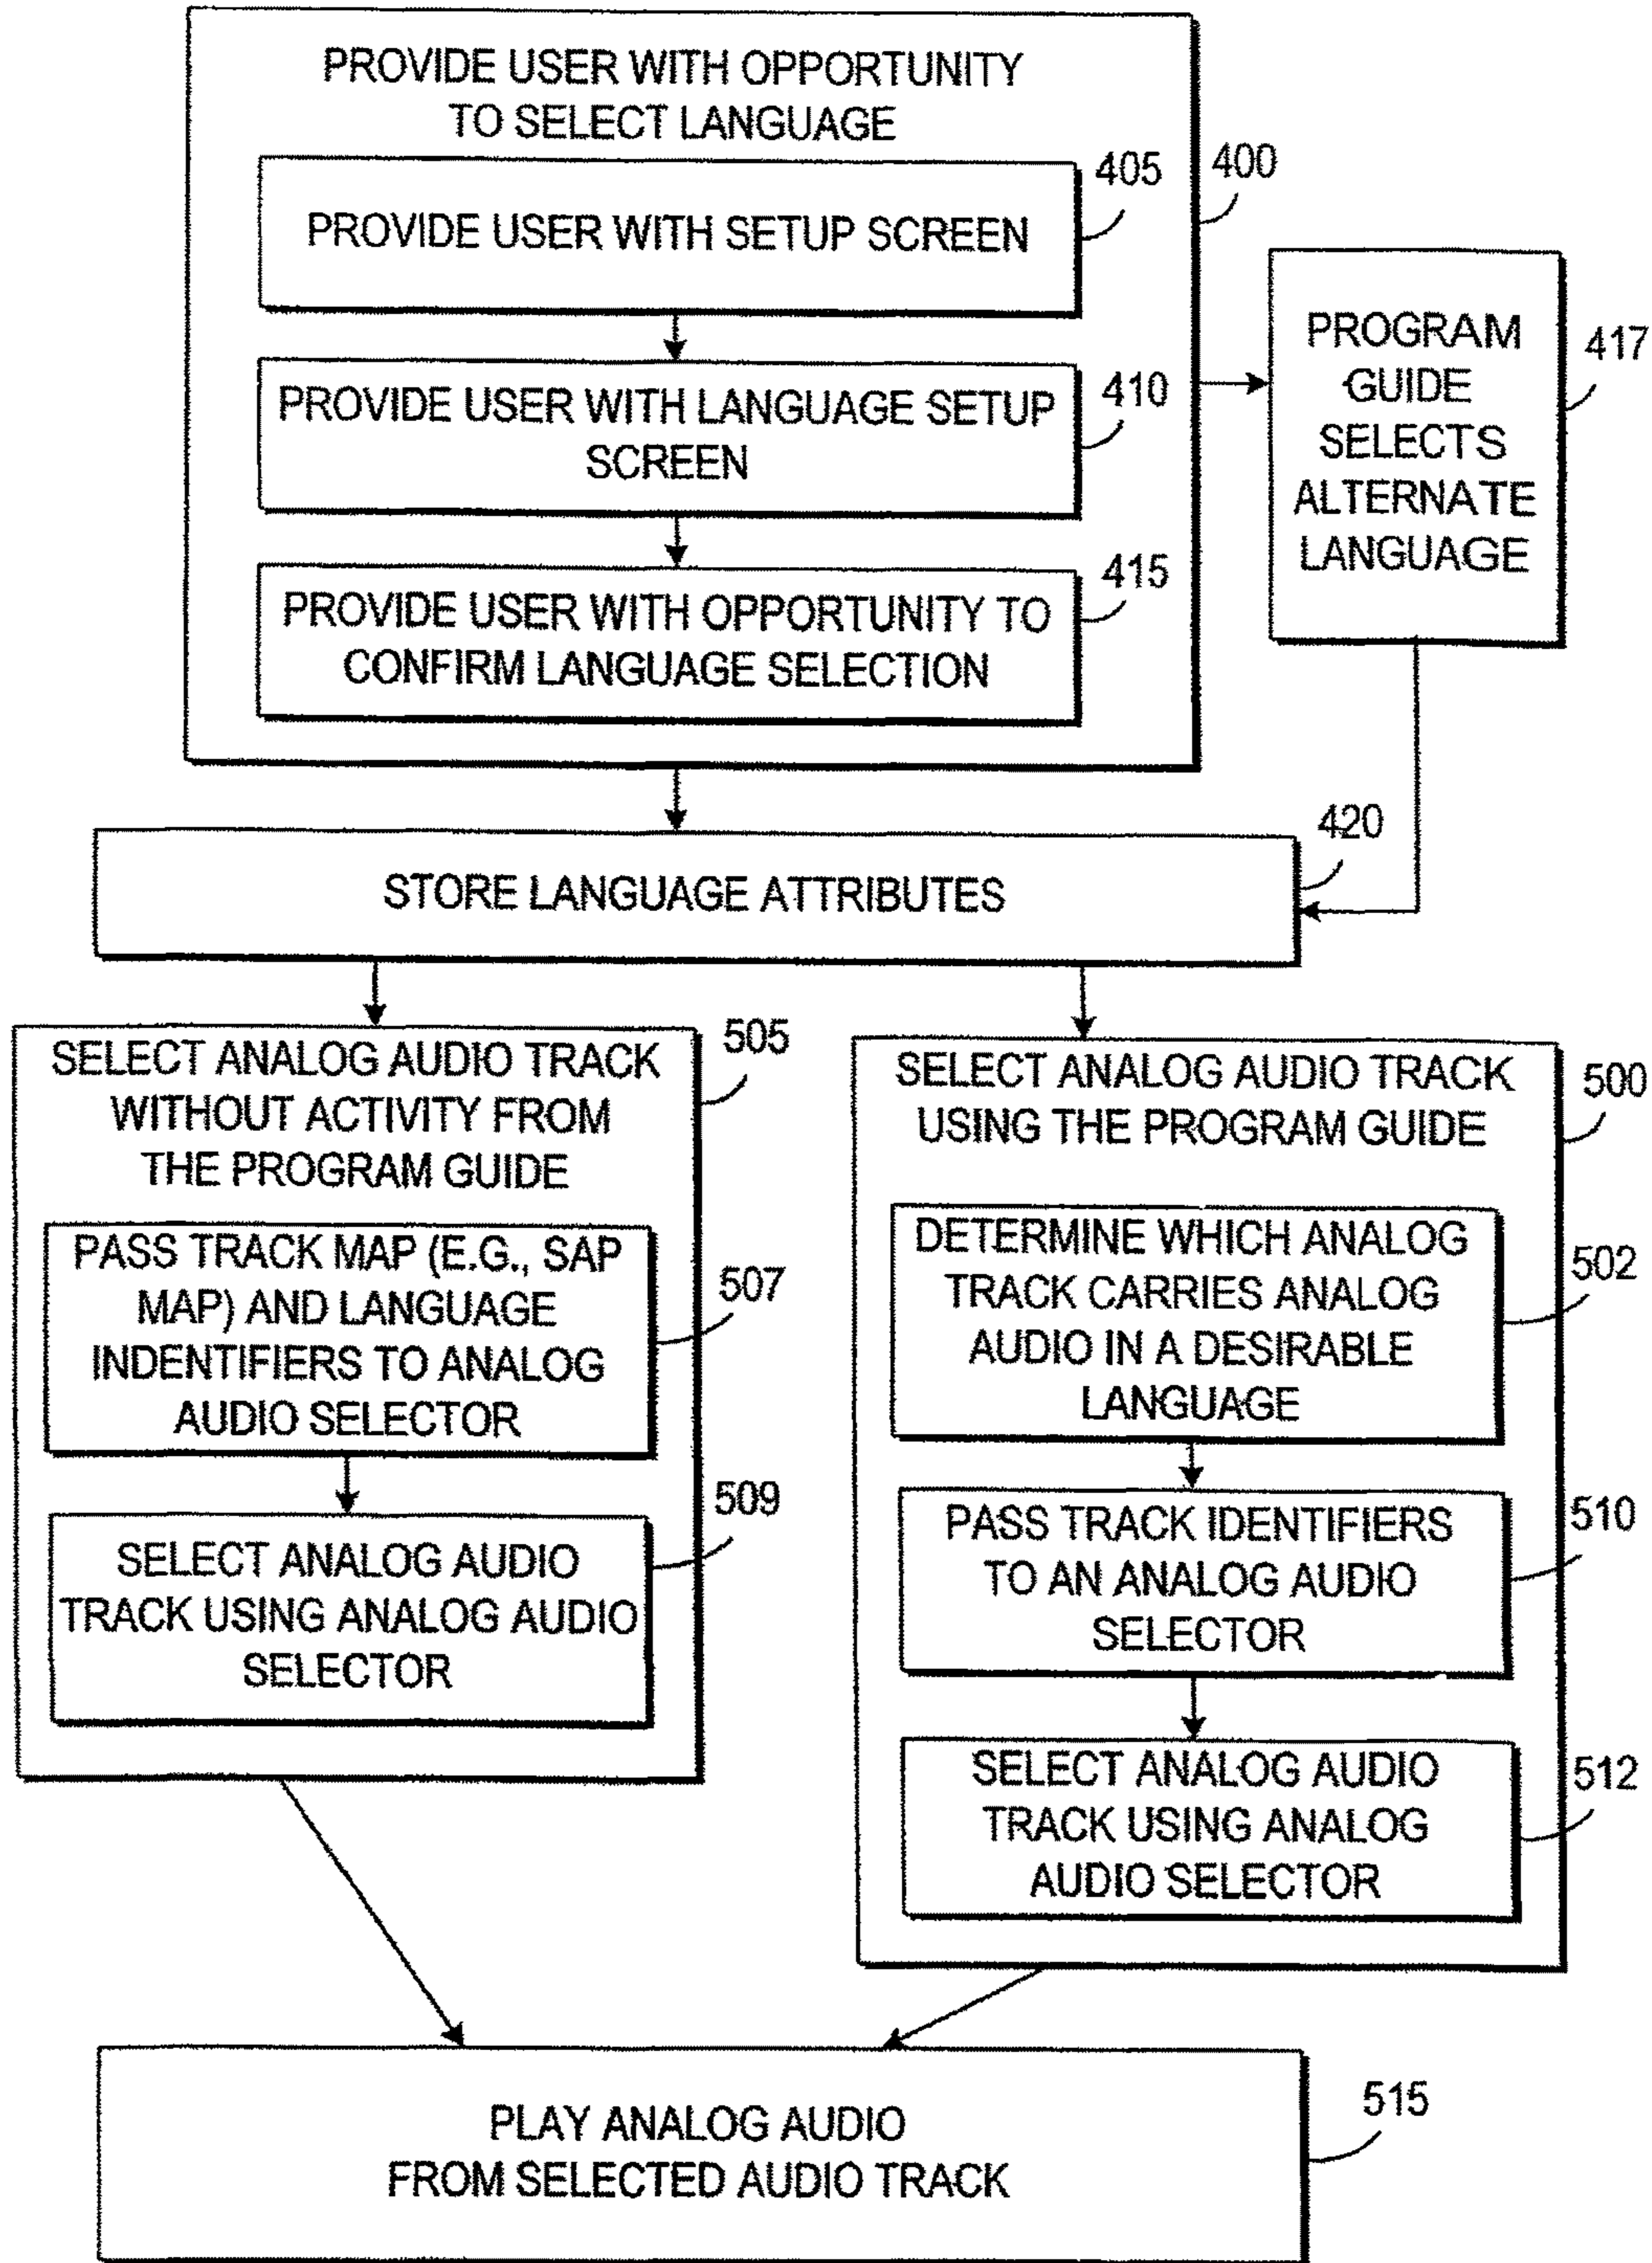 PROVIDE USER WITH OPPORTUNITY
TO SELECT LANGUAGE
405
400
PROVIDE USER WITH SETUP SCREEN
410
PROVIDE USER WITH LANGUAGE SETUP
SCREEN
415
PROVIDE USER WITH OPPORTUNITY TO
CONFIRM LANGUAGE SELECTION
PROGRAM
GUIDE
SELECTS
ALTERNATE
LANGUAGE
417
420
STORE LANGUAGE ATTRIBUTES
SELECT ANALOG AUDIO TRACK
WITHOUT ACTIVITY FROM
THE PROGRAM GUIDE
505
PASS TRACK MAP (E.G., SAP
MAP) AND LANGUAGE
INDENTIFIERS TO ANALOG
AUDIO SELECTOR
507
509
SELECT ANALOG AUDIO
TRACK USING ANALOG AUDIO
SELECTOR
SELECT ANALOG AUDIO TRACK
USING THE PROGRAM GUIDE
500
DETERMINE WHICH ANALOG
TRACK CARRIES ANALOG
AUDIO IN A DESIRABLE
LANGUAGE
502
PASS TRACK IDENTIFIERS
TO AN ANALOG AUDIO
SELECTOR
510
SELECT ANALOG AUDIO
TRACK USING ANALOG
AUDIO SELECTOR
512
PLAY ANALOG AUDIO
FROM SELECTED AUDIO TRACK
515